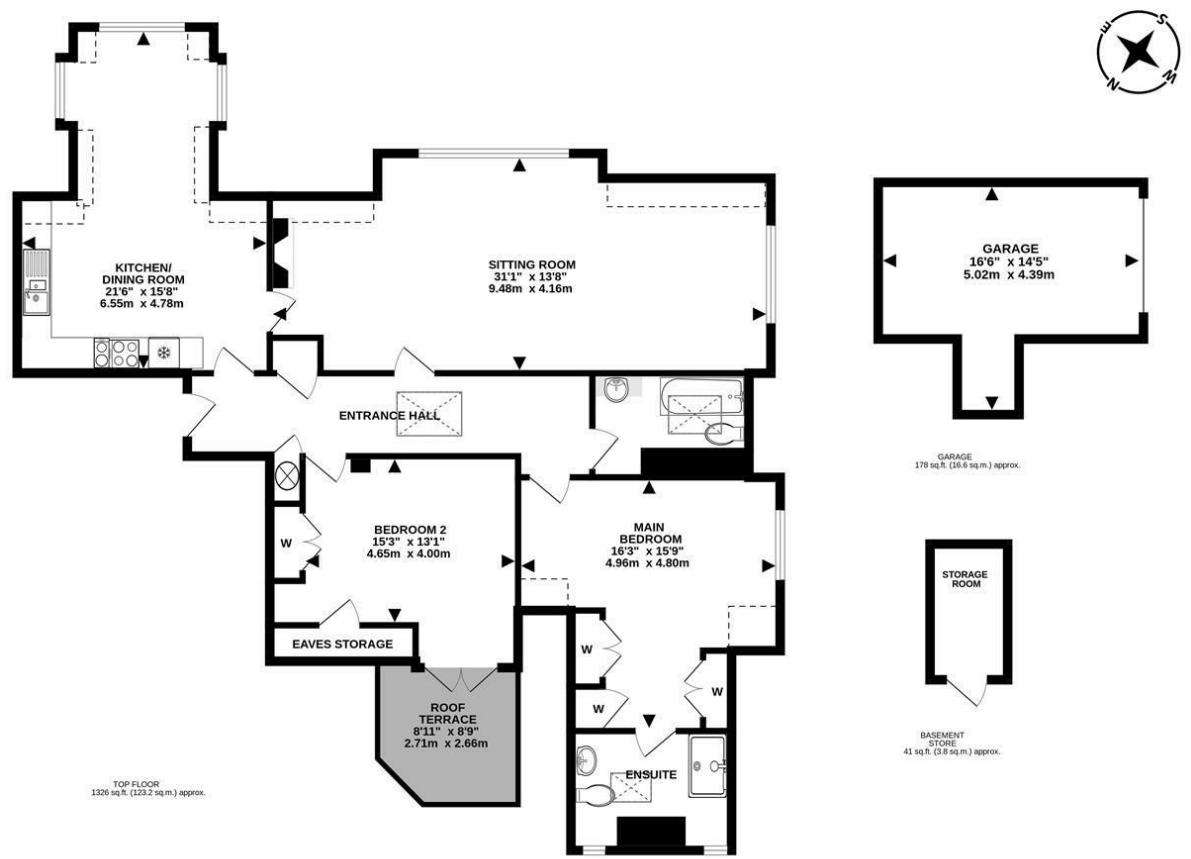 S
E
W
N
KITCHEN/
DINING ROOM
21'6" x 15'8"
6.55m x 4.78m
SITTING ROOM
31'1" x 13'8"
9.48m x 4.16m
GARAGE
16'6" x 14'5"
5.02m x 4.39m
ENTRANCE HALL
GARAGE
178 sq.ft. (16.6 sq.m.) approx.
BEDROOM 2
15'3" x 13'1"
4.65m x 4.00m
W
MAIN
BEDROOM
16'3" x 15'9"
4.96m x 4.80m
STORAGE
ROOM
EAVES STORAGE
W
W
W
ROOF
TERRACE
8'11" x 8'9"
2.71m x 2.66m
BASEMENT
STORE
41 sq.ft. (3.8 sq.m.) approx.
ENSUITE
TOP FLOOR
1326 sq.ft. (123.2 sq.m.) approx.